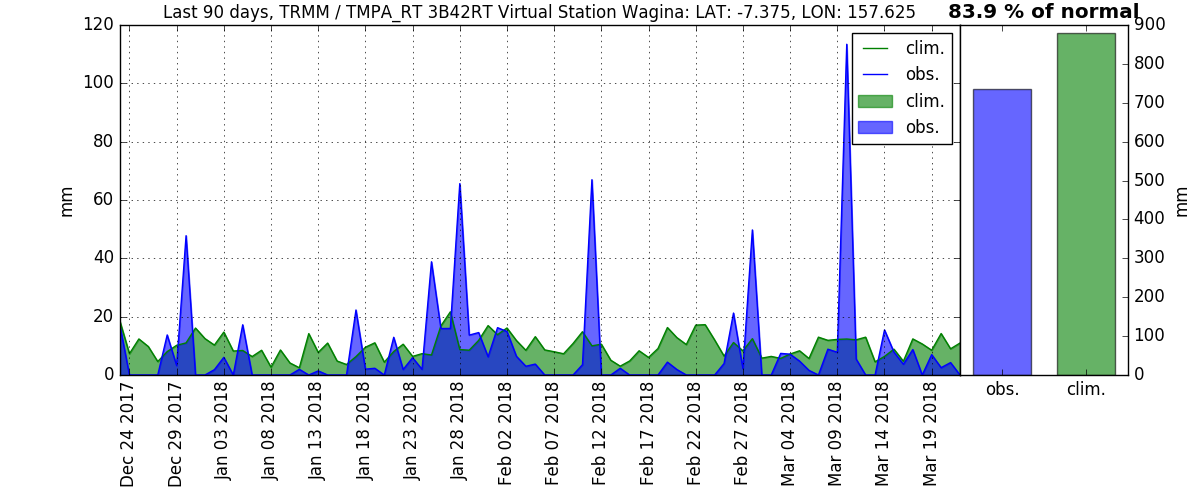 Last 90 days, TRMM / TMPA_RT 3B42RT Virtual Station Wagina: LAT: -7.375, LON: 157.625
83.9 % of normal
120
100
80
60
40
20
0
mm
clim.
obs.
clim.
obs.
900
800
700
600
500
400
300
200
100
0
mm
obs.
clim.
Dec 24 2017
Dec 29 2017
Jan 03 2018
Jan 08 2018
Jan 13 2018
Jan 18 2018
Jan 23 2018
Jan 28 2018
Feb 02 2018
Feb 07 2018
Feb 12 2018
Feb 17 2018
Feb 22 2018
Feb 27 2018
Mar 04 2018
Mar 09 2018
Mar 14 2018
Mar 19 2018